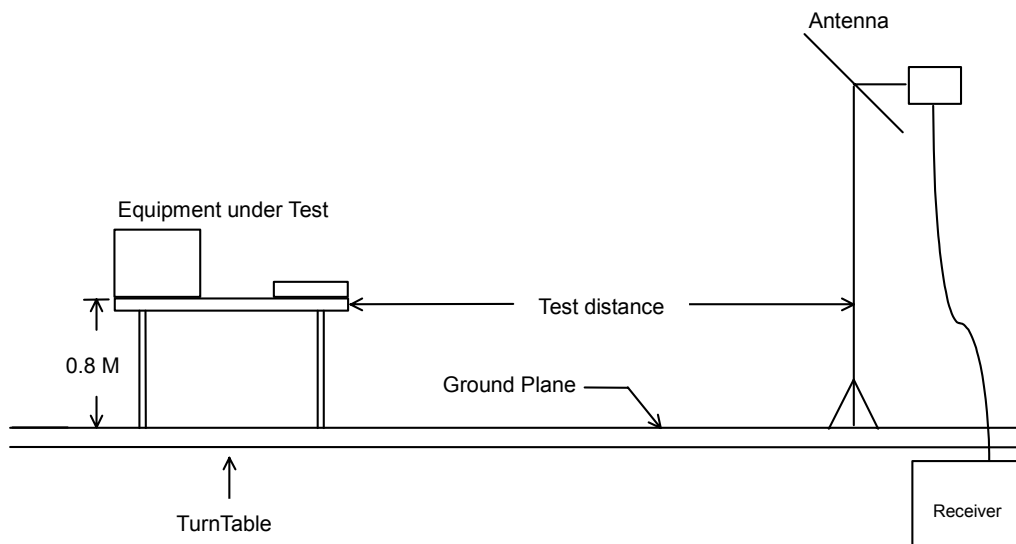 Antenna
Equipment under Test
Test distance
0.8 M
Ground Plane
TurnTable
Receiver